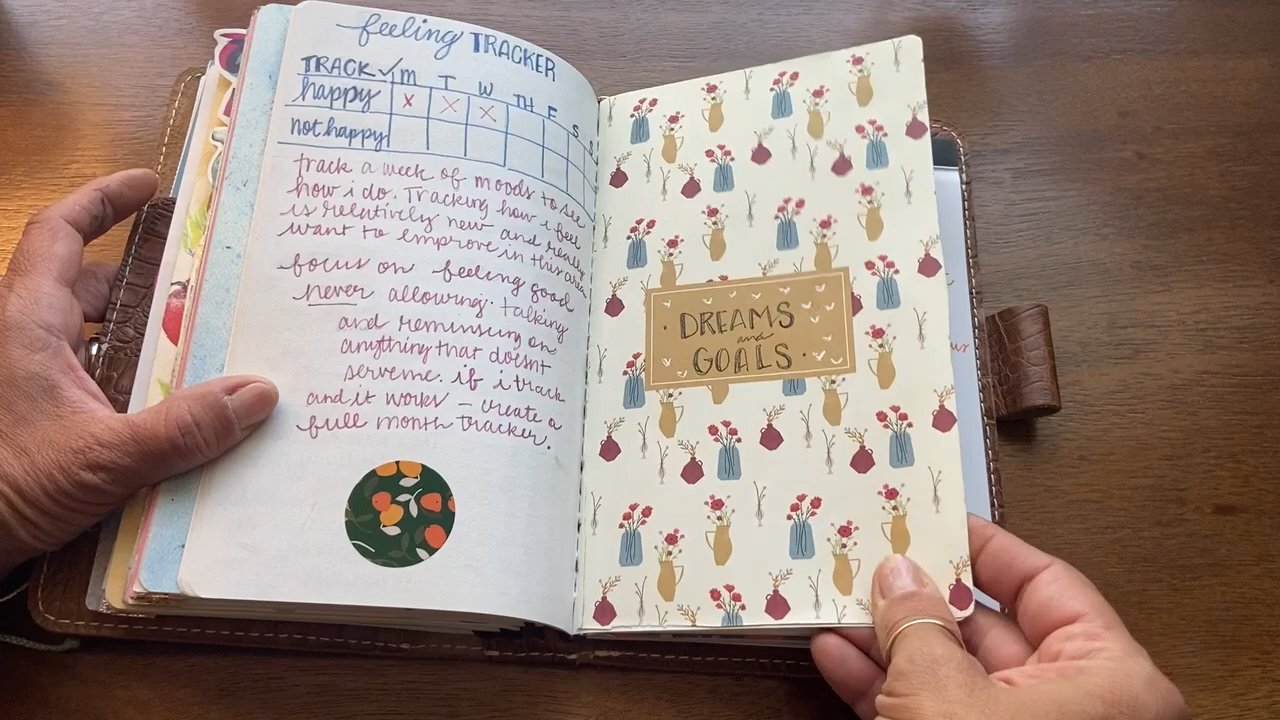 feeling TRACKER
TRACK ✓ M T W TH F S S
happy x x x
not happy
track a week of moods to see
how i do. Tracking how i feel
is relatively new and really
want to improve in this area
focus on feeling good
never allowing. talking
and reminsing on
anything that doesnt
serve me. if i track
and it works – create a
full month tracker.
DREAMS
and
GOALS